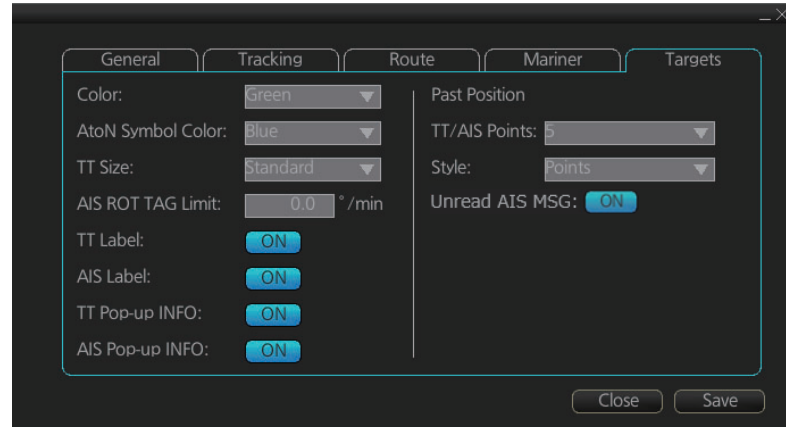 General Tracking Route Mariner Targets
Color: Green
AtoN Symbol Color: Blue
TT Size: Standard
AIS ROT TAG Limit: 0.0 °/min
TT Label: ON
AIS Label: ON
TT Pop-up INFO: ON
AIS Pop-up INFO: ON
Past Position
TT/AIS Points: 5
Style: Points
Unread AIS MSG: ON
Close Save